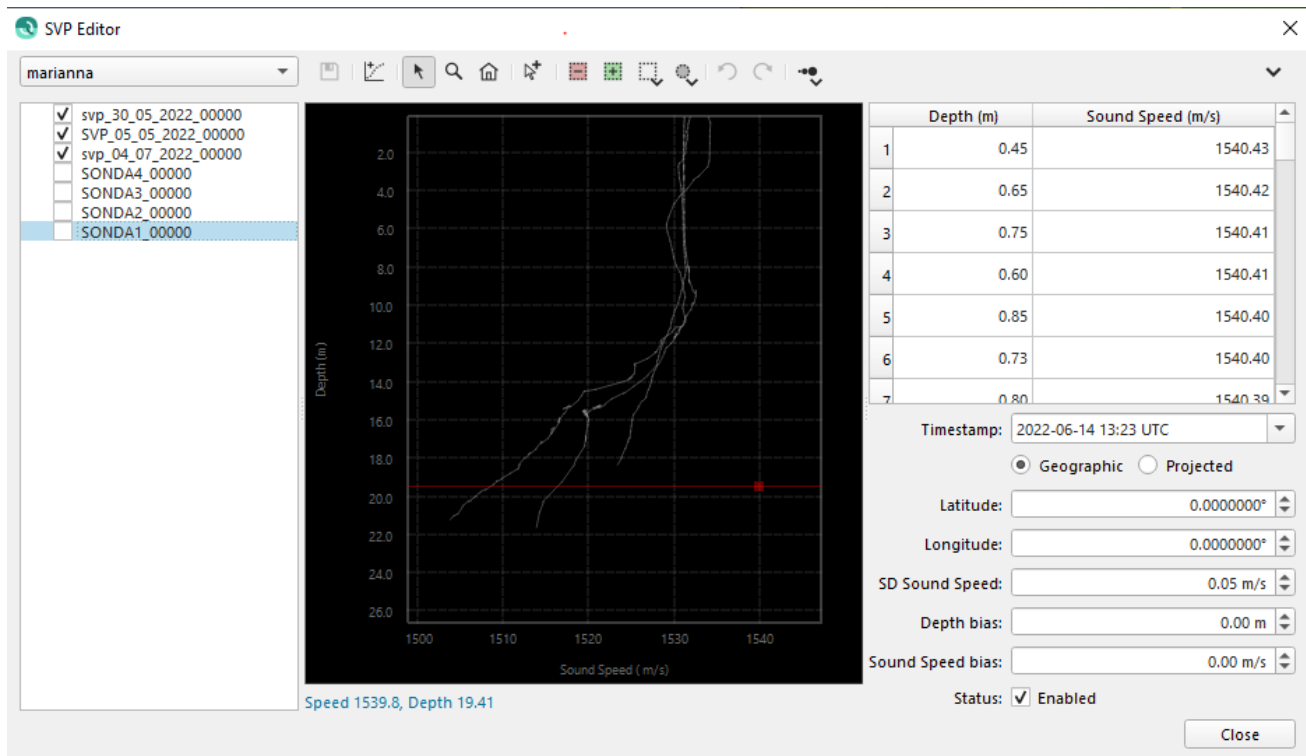 SVP Editor
marianna
svp_30_05_2022_00000
SVP_05_05_2022_00000
svp_04_07_2022_00000
SONDA4_00000
SONDA3_00000
SONDA2_00000
SONDA1_00000
2.0
4.0
6.0
8.0
10.0
12.0
14.0
16.0
18.0
20.0
22.0
24.0
26.0
Depth (m)
1500 1510 1520 1530 1540
Sound Speed ( m/s)
Speed 1539.8, Depth 19.41
Depth (m) Sound Speed (m/s)
1 0.45 1540.43
2 0.65 1540.42
3 0.75 1540.41
4 0.60 1540.41
5 0.85 1540.40
6 0.73 1540.40
7 0.80 1540.39
Timestamp: 2022-06-14 13:23 UTC
Geographic Projected
Latitude: 0.0000000°
Longitude: 0.0000000°
SD Sound Speed: 0.05 m/s
Depth bias: 0.00 m
Sound Speed bias: 0.00 m/s
Status: Enabled
Close